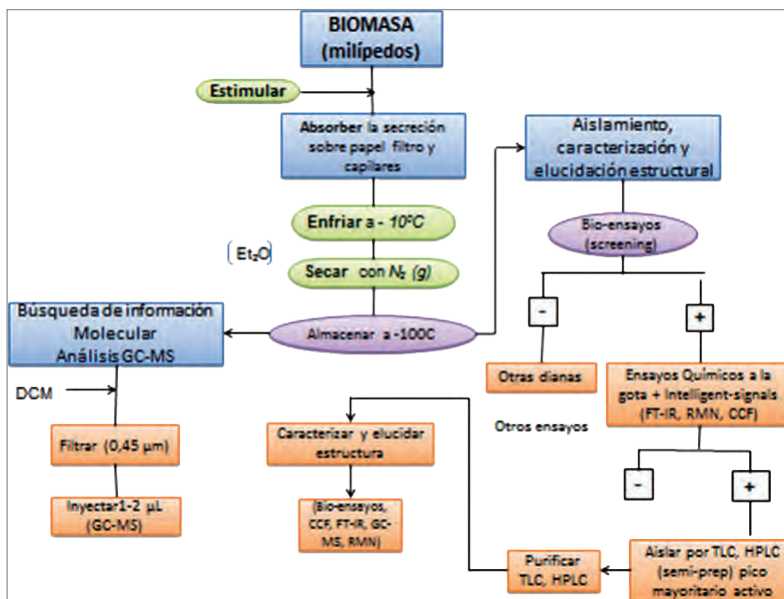 BIOMASA
(milípedos)
Estimular
Absorber la secreción
sobre papel filtro y
capilares
Enfriar a - 10ºC
(Et₂O
Secar con N₂ (g)
Almacenar a -100C
Búsqueda de información
Molecular
Análisis GC-MS
DCM
Filtrar (0,45 µm)
Inyectar1-2 µL
(GC-MS)
Aislamiento,
caracterización y
elucidación estructural
Bio-ensayos
(screening)
-
+
Otras dianas
Ensayos Químicos a la
gota + Intelligent-signals
(FT-IR, RMN, CCF)
Otros ensayos
-
+
Aislar por TLC, HPLC
(semi-prep) pico
mayoritario activo
Purificar
TLC, HPLC
Caracterizar y elucidar
estructura
(Bio-ensayos,
CCF, FT-IR, GC-
MS, RMN)